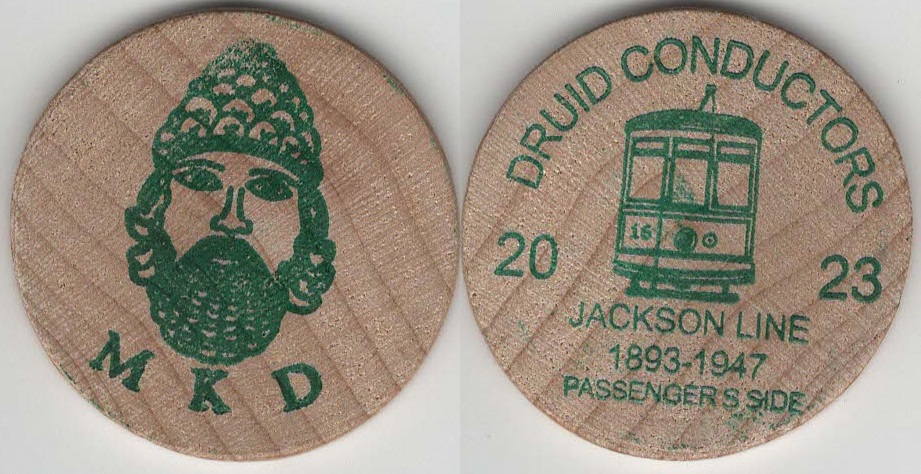 M K D
DRUID CONDUCTORS
16
20 23
JACKSON LINE
1893-1947
PASSENGER S SIDE